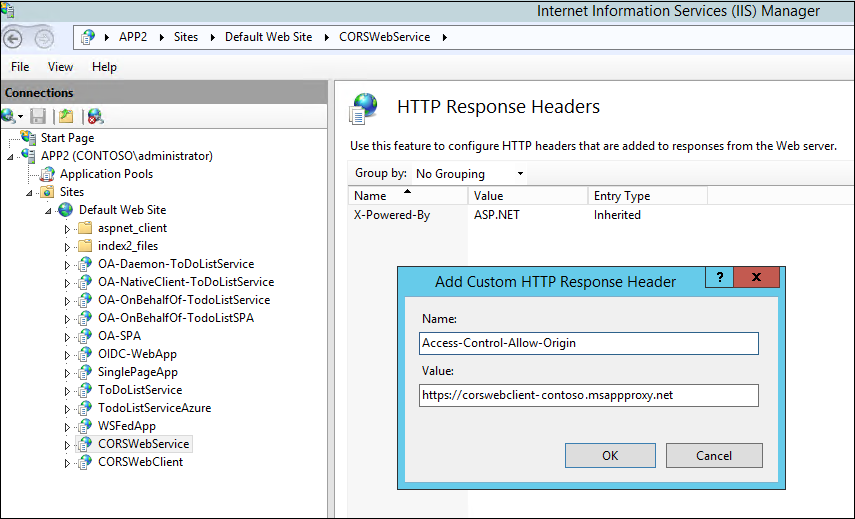 Internet Information Services (IIS) Manager
APP2 Sites Default Web Site CORSWebService
File View Help
Connections
Start Page
APP2 (CONTOSO\administrator)
Application Pools
Sites
Default Web Site
aspnet_client
index2_files
OA-Daemon-ToDoListService
OA-NativeClient-ToDoListService
OA-OnBehalfOf-TodoListService
OA-OnBehalfOf-TodoListSPA
OA-SPA
OIDC-WebApp
SinglePageApp
ToDoListService
TodoListServiceAzure
WSFedApp
CORSWebService
CORSWebClient
HTTP Response Headers
Use this feature to configure HTTP headers that are added to responses from the Web server.
Group by: No Grouping
Name Value Entry Type
X-Powered-By ASP.NET Inherited
Add Custom HTTP Response Header ? X
Name:
Access-Control-Allow-Origin
Value:
https://corswebclient-contoso.msappproxy.net
OK Cancel